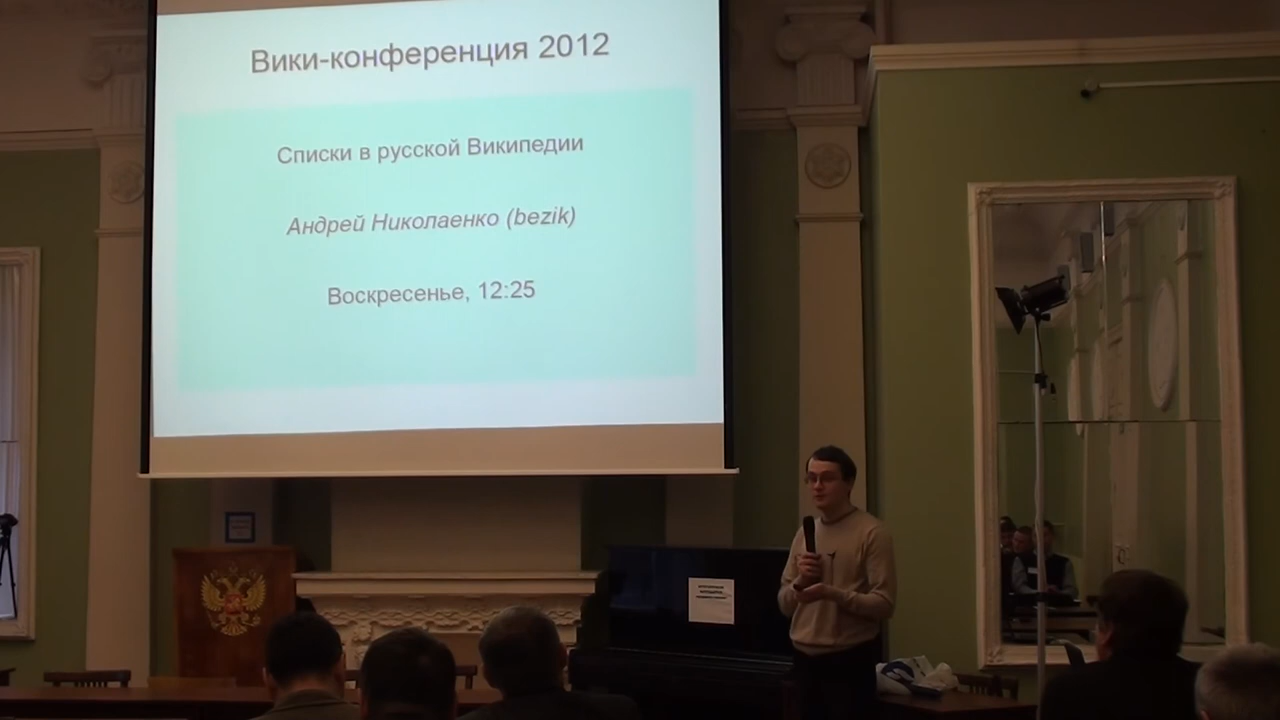 Вики-конференция 2012
Списки в русской Википедии
Андрей Николаенко (bezik)
Воскресенье, 12:25